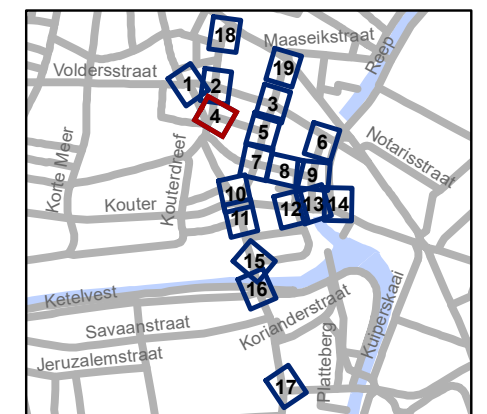 18
Maaseikstraat
Reep
19
Voldersstraat
1
2
3
4
5
6
Notarisstraat
7
8
9
Korte Meer
Kouterdreef
10
Kouter
11
12
13
14
15
16
Ketelvest
Savaanstraat
Korianderstraat
Kuiperskaai
Platteberg
Jeruzalemstraat
17